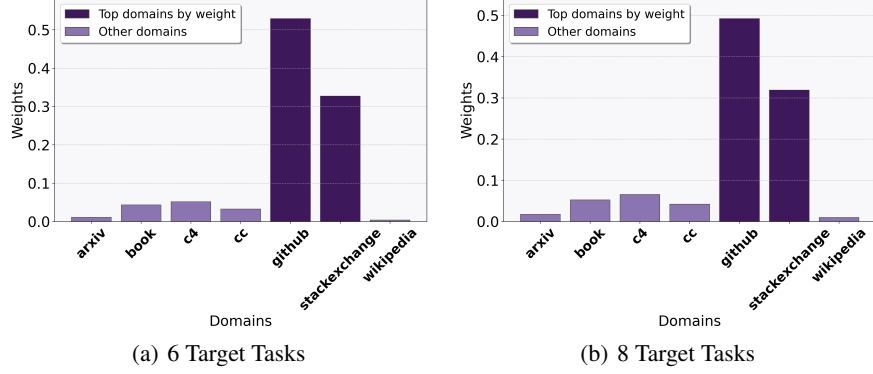 Top domains by weight
Other domains
0.5
0.4
0.3
0.2
0.1
0.0
Weights
arxiv
book
c4
cc
github
stackexchange
wikipedia
Domains
(a) 6 Target Tasks
Top domains by weight
Other domains
0.5
0.4
0.3
0.2
0.1
0.0
Weights
arxiv
book
c4
cc
github
stackexchange
wikipedia
Domains
(b) 8 Target Tasks